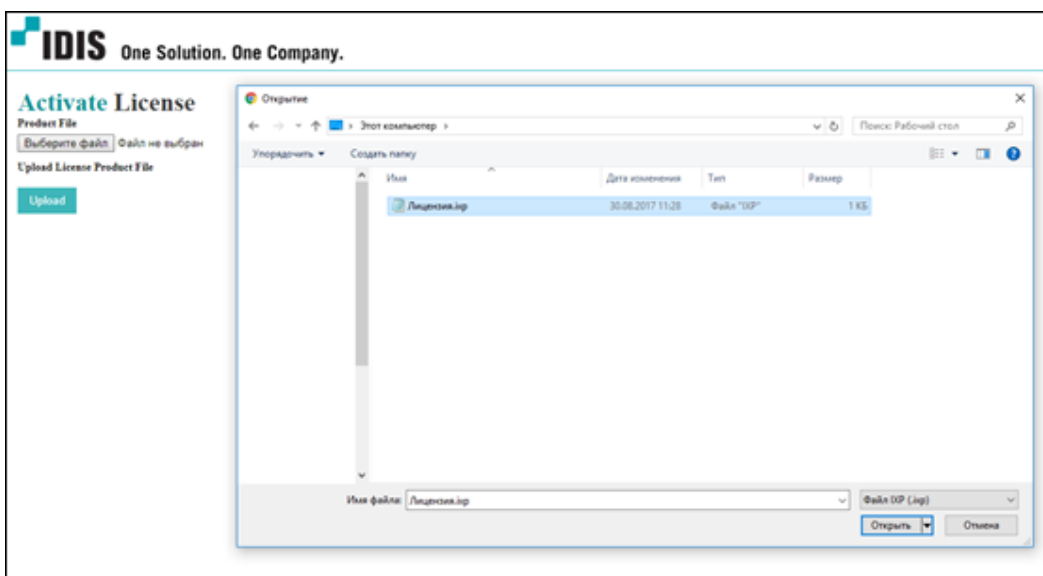 IDIS One Solution. One Company.
Activate License
Product File
Выберите файл Файл не выбран
Upload License Product File
Upload
Открытие
Этот компьютер
Поиск: Рабочий стол
Упорядочить
Создать папку
Имя Дата изменения Тип Размер
Лицензия.ixp 30.08.2017 11:28 Файл "IXP" 1 КБ
Имя файла: Лицензия.ixp Файл IXP (.ixp)
Открыть Отмена